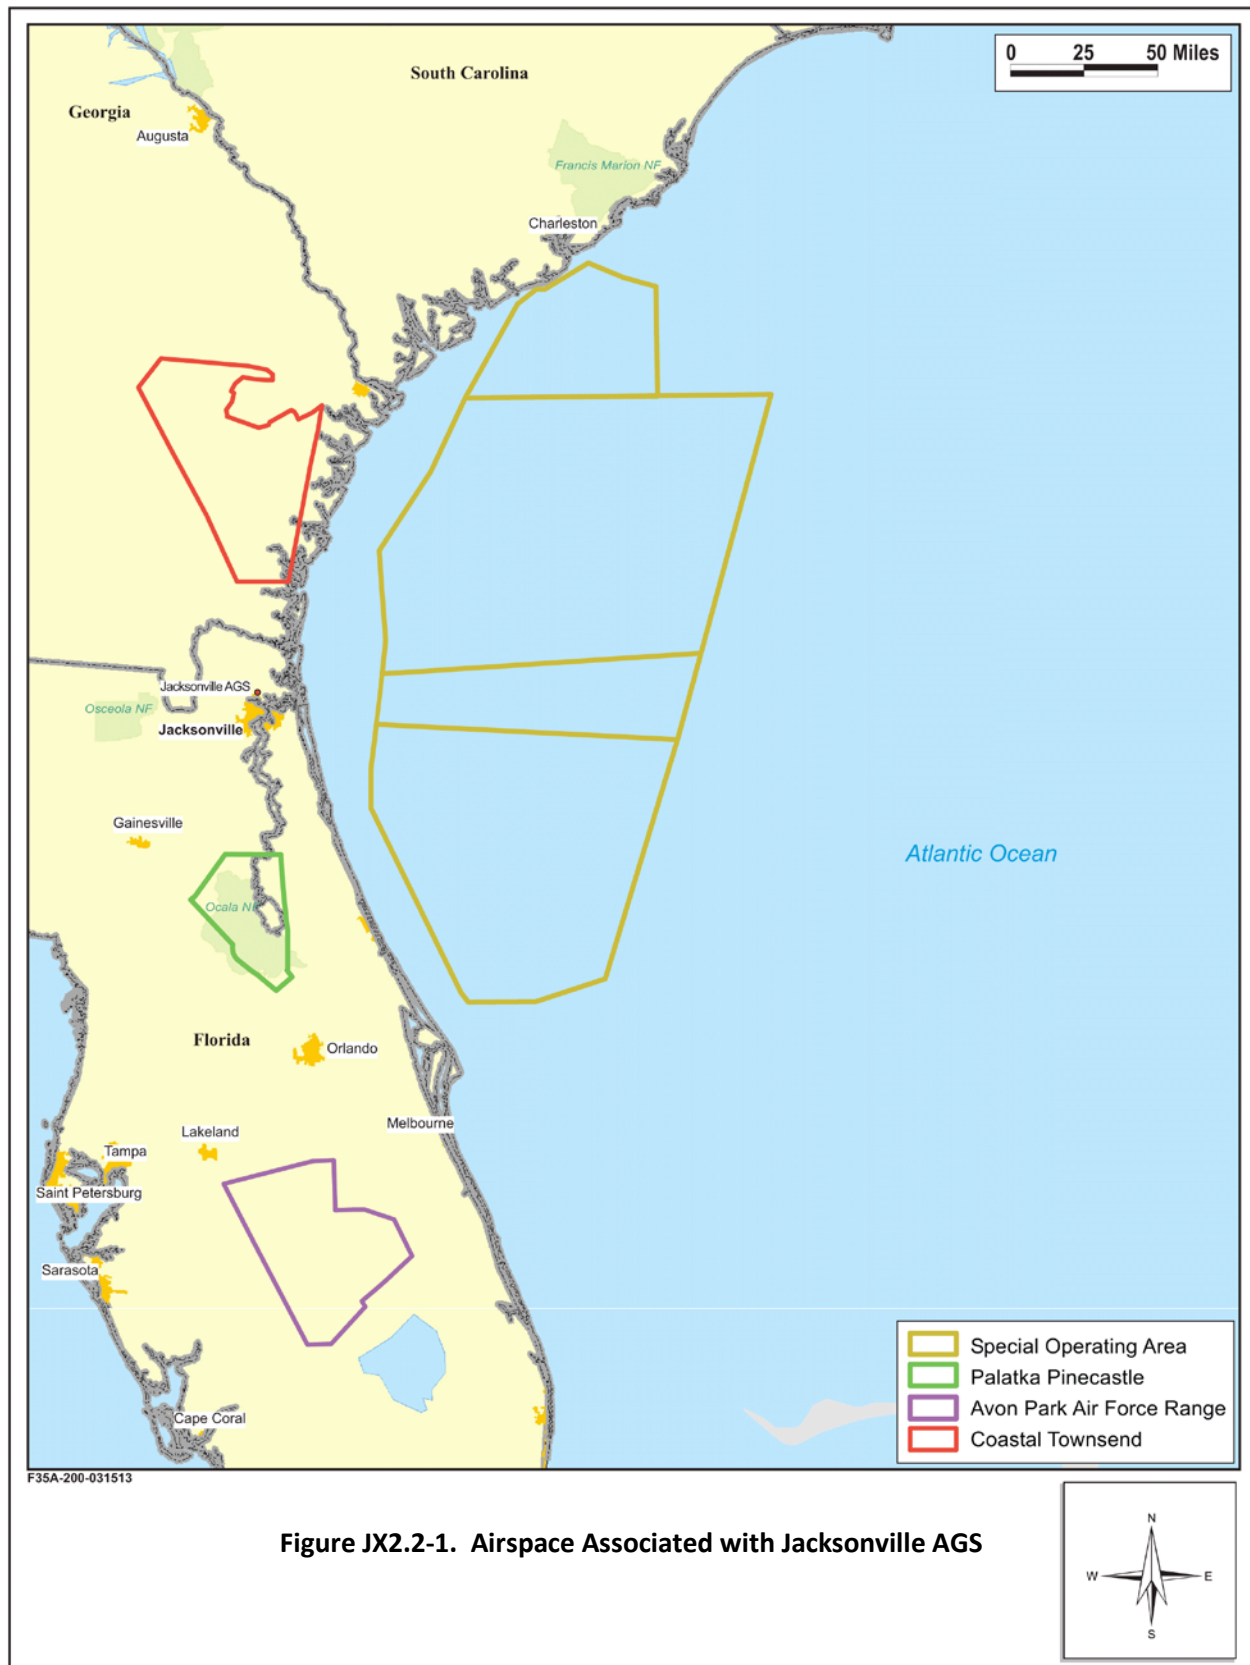 0 25 50 Miles
South Carolina
Georgia
Augusta
Francis Marion NF
Charleston
Jacksonville AGS
Osceola NF
Jacksonville
Gainesville
Atlantic Ocean
Ocala NF
Florida
Orlando
Melbourne
Lakeland
Tampa
Saint Petersburg
Sarasota
Special Operating Area
Palatka Pinecastle
Avon Park Air Force Range
Coastal Townsend
Cape Coral
F35A-200-031513
Figure JX2.2-1. Airspace Associated with Jacksonville AGS
N
W E
S